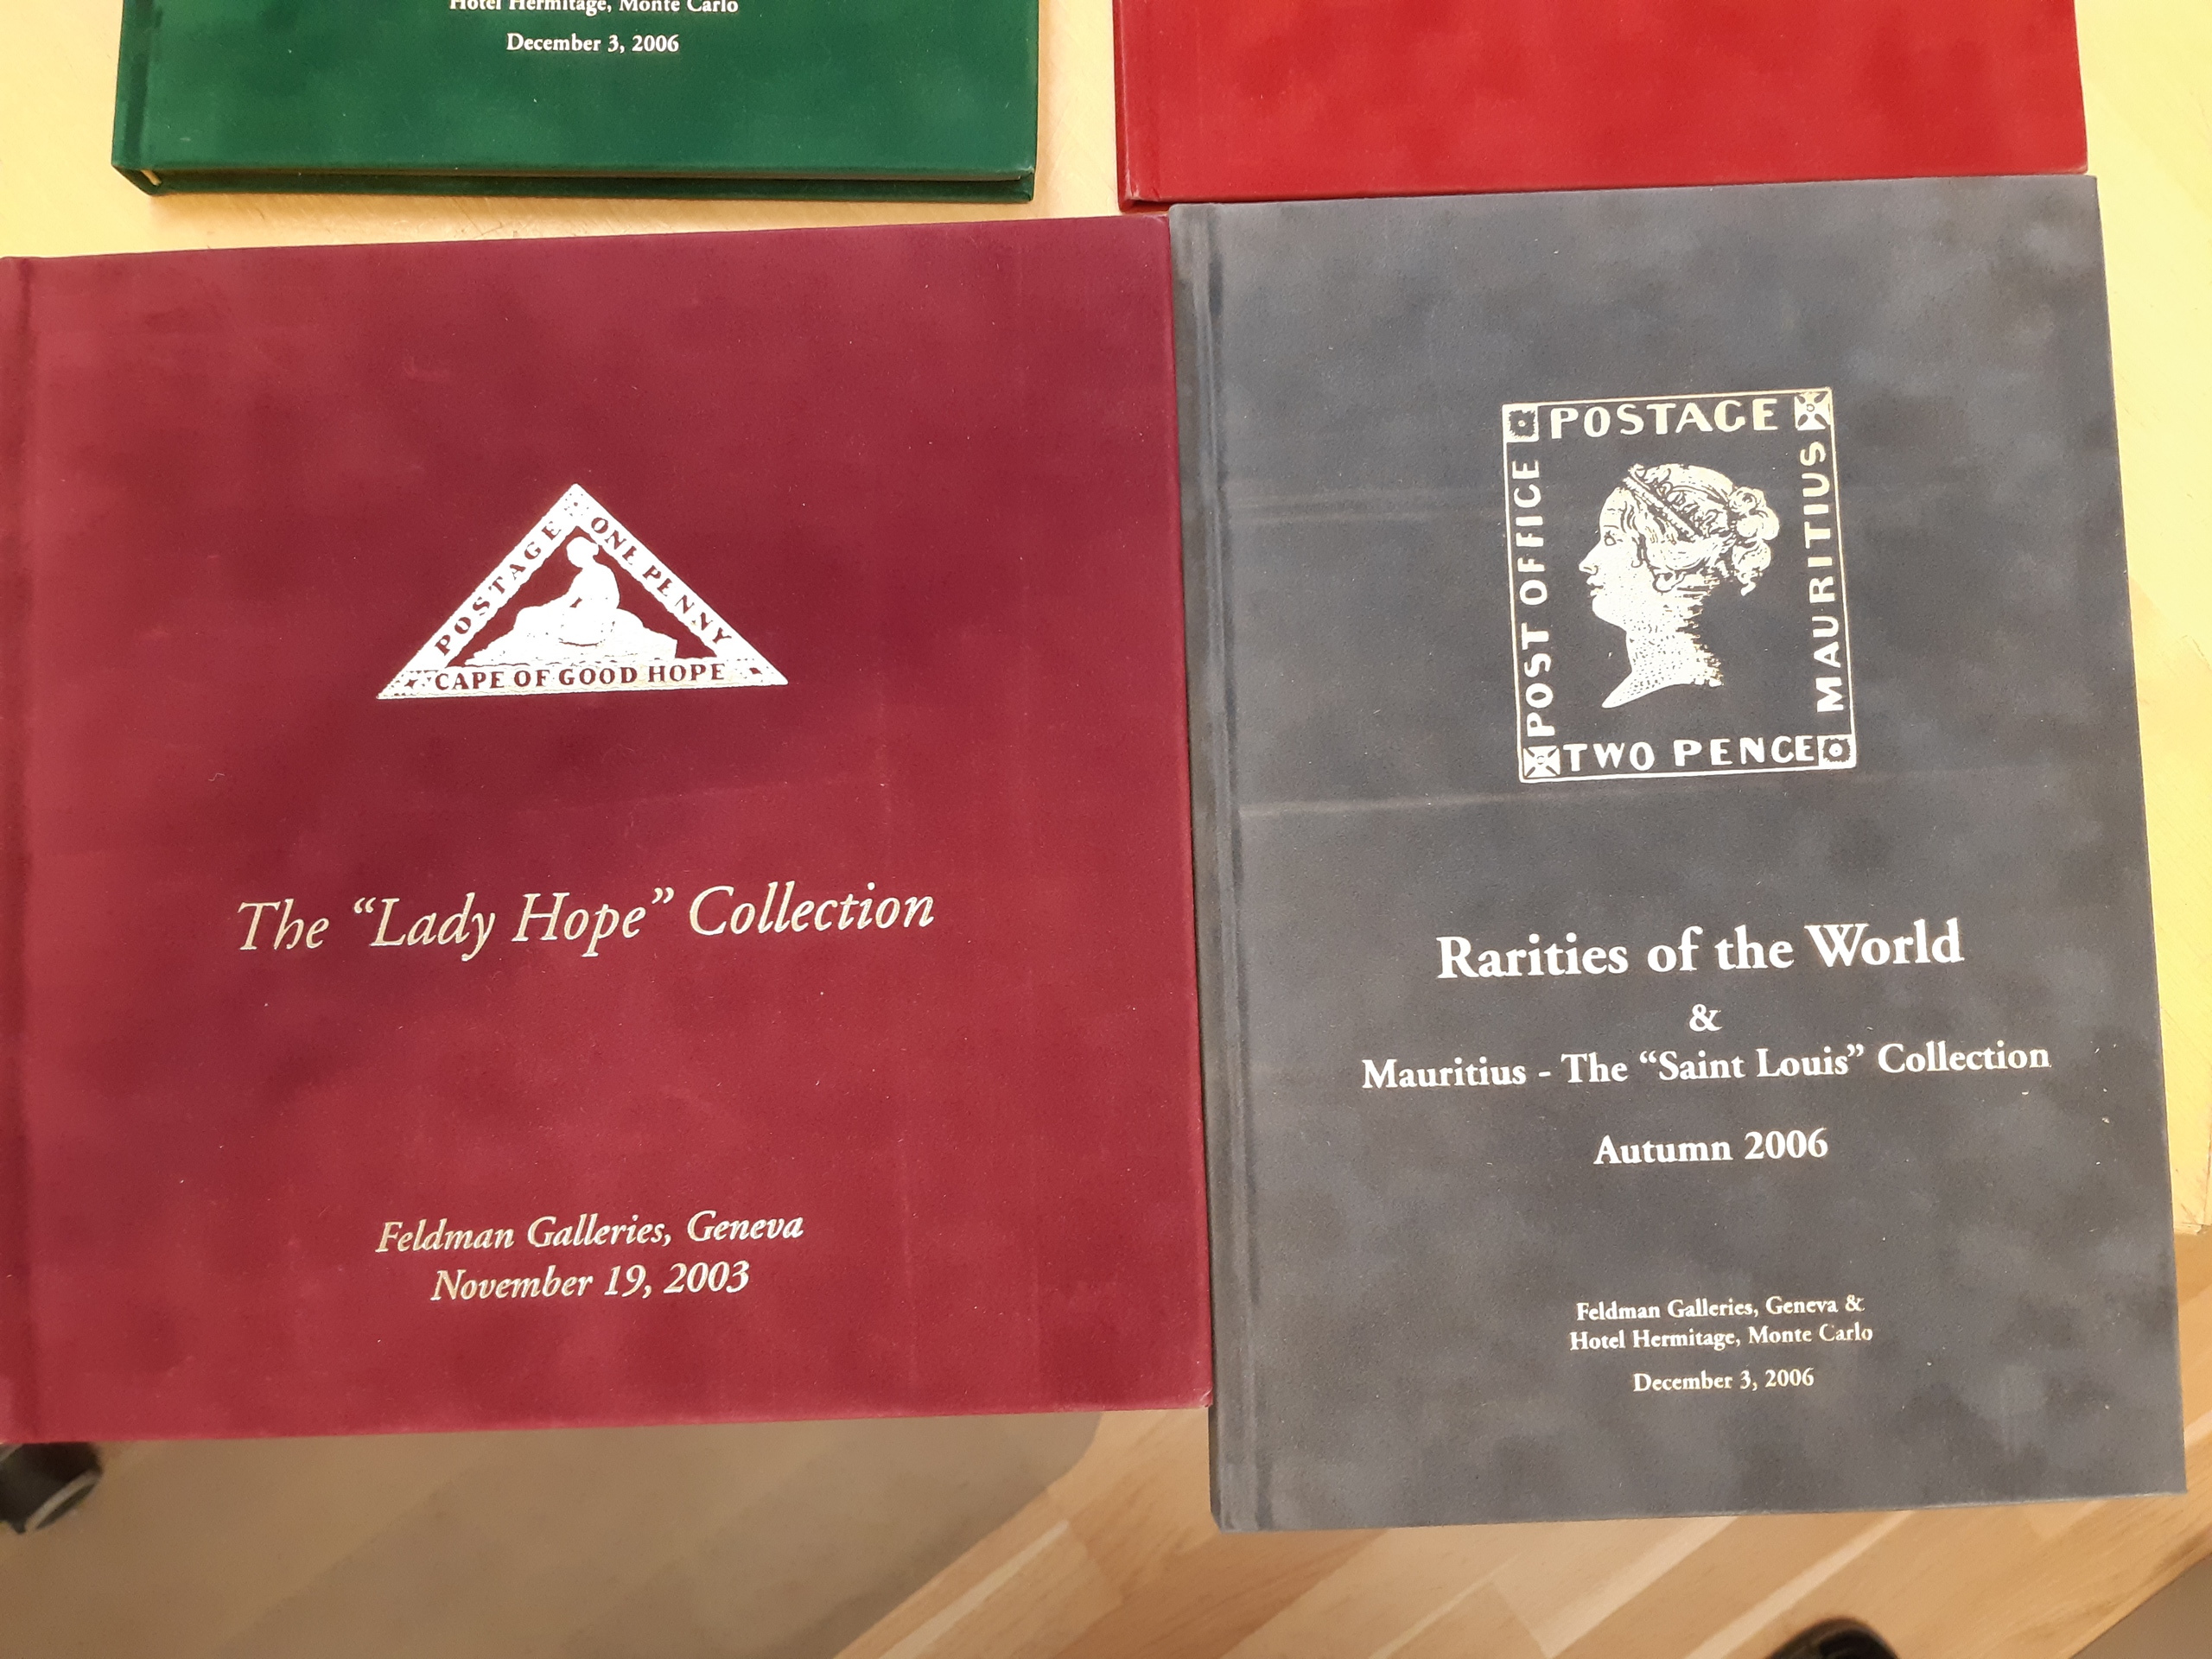 Hotel Hermitage, Monte Carlo
December 3, 2006
POSTAGE
ONE PENNY
CAPE OF GOOD HOPE
The “Lady Hope” Collection
Feldman Galleries, Geneva
November 19, 2003
POSTAGE
POST OFFICE
MAURITIUS
TWO PENCE
Rarities of the World
&
Mauritius - The “Saint Louis” Collection
Autumn 2006
Feldman Galleries, Geneva &
Hotel Hermitage, Monte Carlo
December 3, 2006